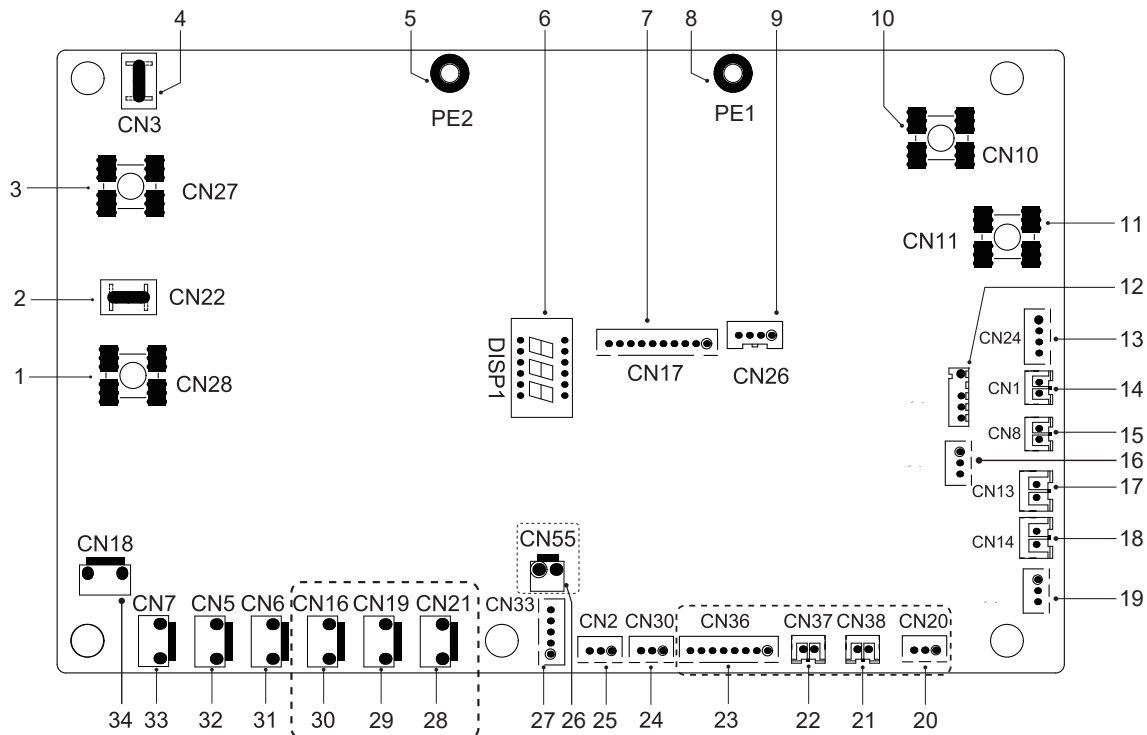 4 5 6 7 8 9 10
CN3
PE2
PE1
CN10
3
CN27
CN11
11
2
CN22
12
DISP1
CN17
CN26
CN24
13
1
CN28
CN1
14
CN8
15
16
CN13
17
CN18
CN55
CN14
18
CN7 CN5 CN6 CN16 CN19 CN21
CN33
CN2 CN30 CN36 CN37 CN38 CN20
19
34 33 32 31 30 29 28 27 26 25 24 23 22 21 20